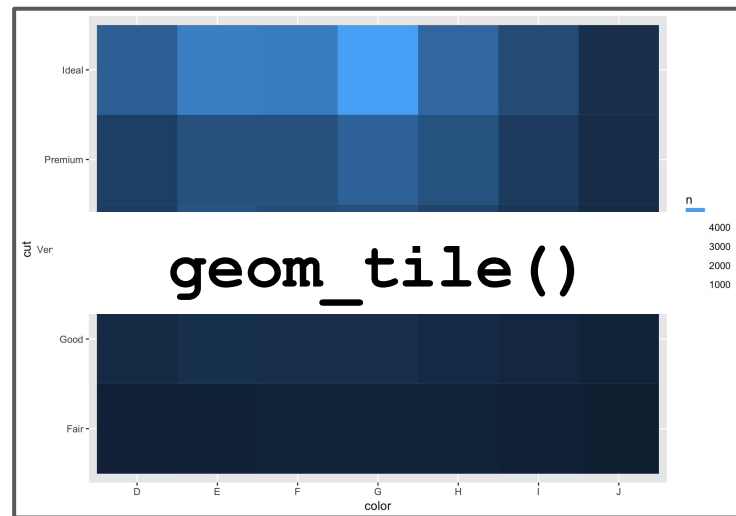 Ideal
Premium
n
4000
3000
2000
1000
cut
Ver
geom_tile()
Good
Fair
D E F G H I J
color